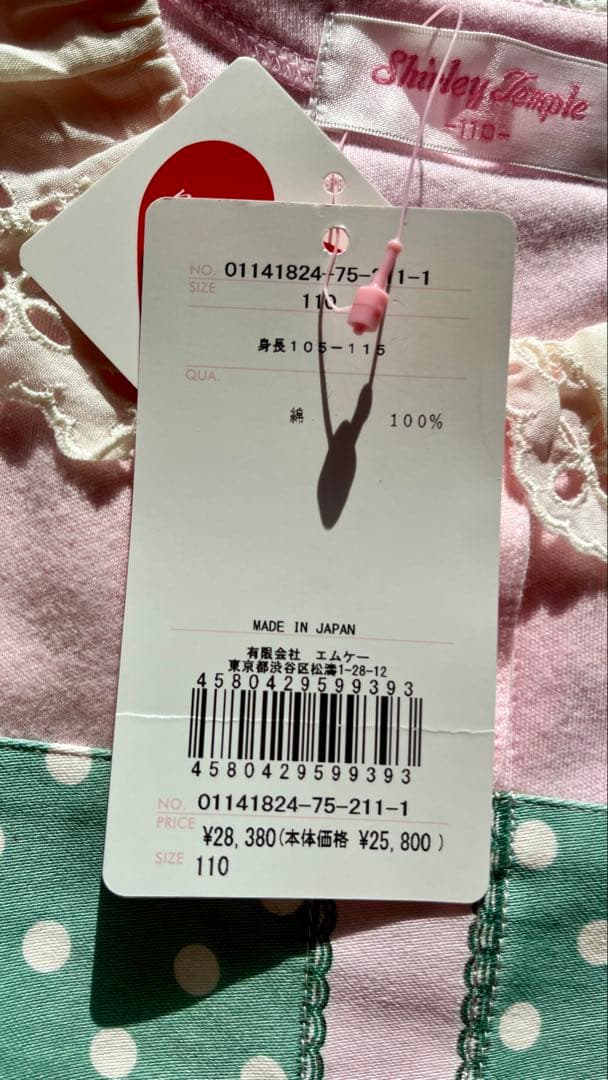 Shirley Temple
-110-
NO. 01141824-75-211-1
SIZE
110
身長105-115
QUA.
綿 100%
MADE IN JAPAN
有限会社 エムケー
東京都渋谷区松濤1-28-12
4580429599393
4580429599393
NO. 01141824-75-211-1
PRICE
¥28,380(本体価格 ¥25,800)
SIZE 110